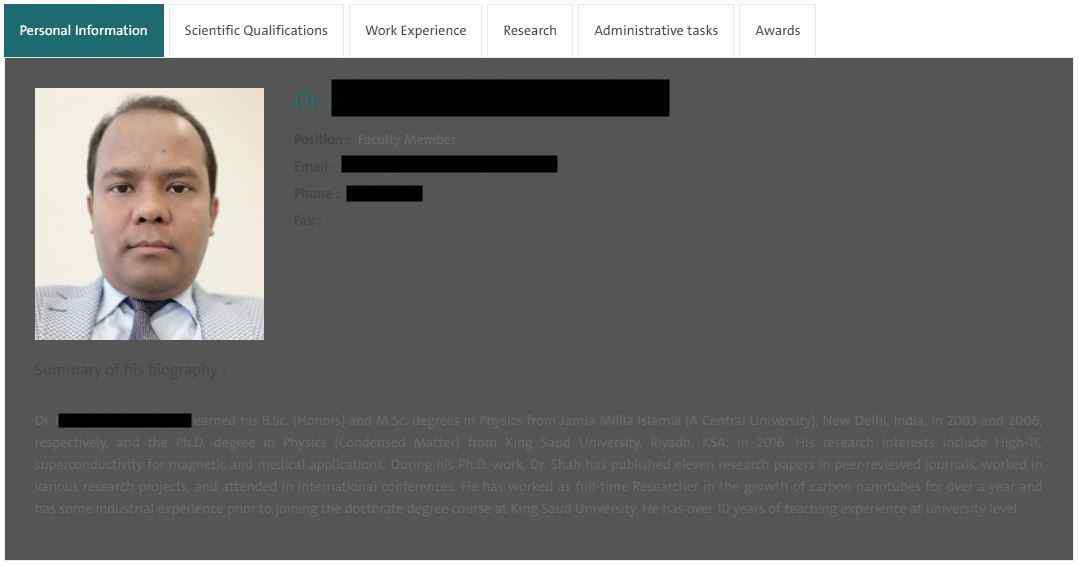 Personal Information
Scientific Qualifications
Work Experience
Research
Administrative tasks
Awards
Position : Faculty Member
Email :
Phone :
Fax :
Summary of his biography :
Dr. earned his B.Sc. (Honors) and M.Sc. degrees in Physics from Jamia Millia Islamia (A Central University), New Delhi, India, in 2003 and 2006,
respectively, and the Ph.D. degree in Physics (Condensed Matter) from King Saud University, Riyadh, KSA, in 2016. His research interests include High-Tc
superconductivity for magnetic and medical applications. During his Ph.D. work, Dr. Shah has published eleven research papers in peer-reviewed journals, worked in
various research projects, and attended in international conferences. He has worked as full-time Researcher in the growth of carbon nanotubes for over a year and
has some industrial experience prior to joining the doctorate degree course at King Saud University. He has over 10 years of teaching experience at university level.